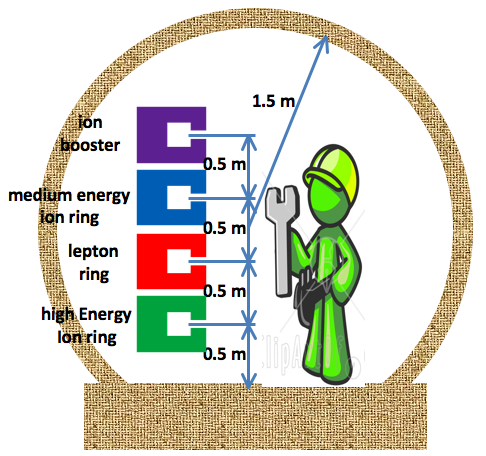 1.5 m
ion
booster
0.5 m
medium energy
ion ring
0.5 m
lepton
ring
0.5 m
high Energy
Ion ring
0.5 m